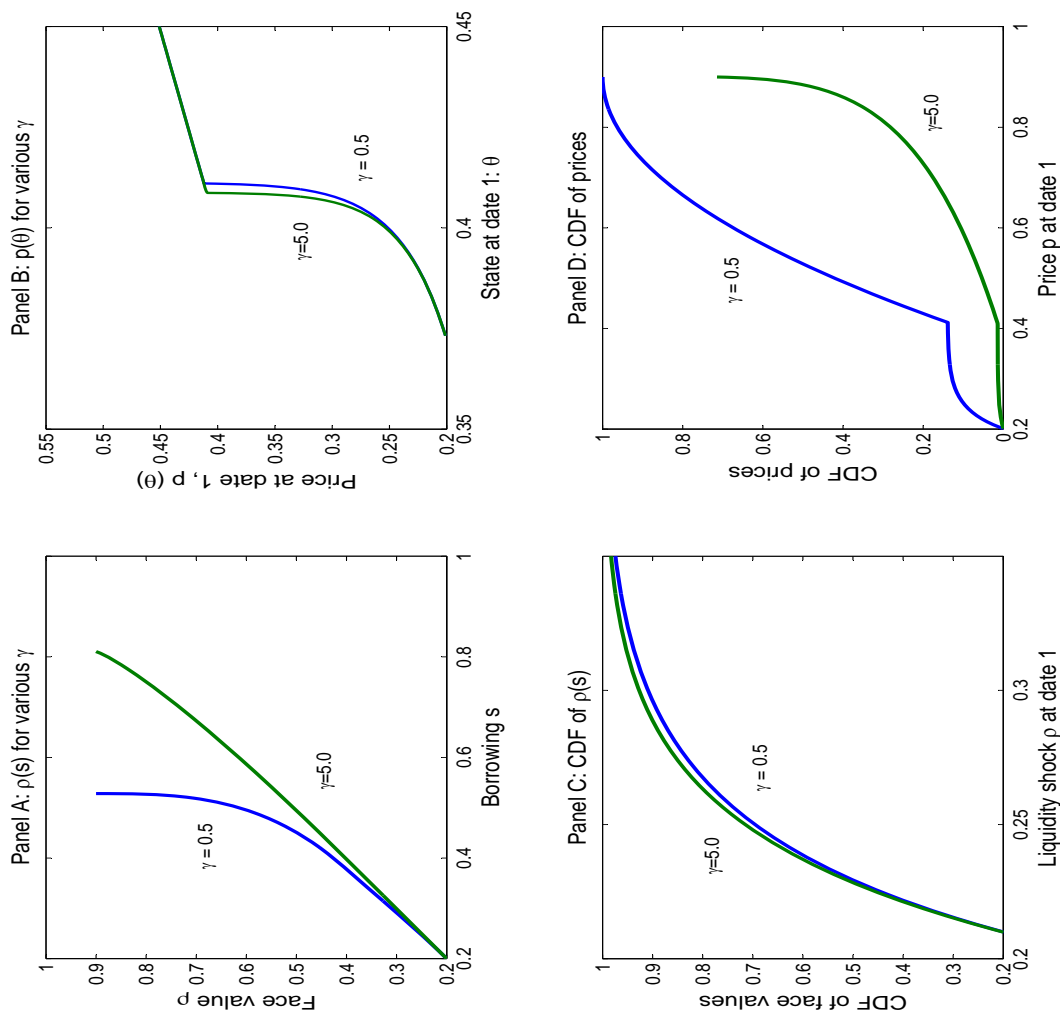 Panel A: ρ(s) for various γ
1
0.9
0.8
0.7
0.6
0.5
0.4
0.3
0.2
Face value ρ
γ = 0.5
γ=5.0
0.2
0.4
0.6
0.8
1
Borrowing s
Panel B: p(θ) for various γ
0.55
0.5
0.45
0.4
0.35
0.3
0.25
0.2
Price at date 1, p (θ)
γ=5.0
γ = 0.5
0.35
0.4
0.45
State at date 1: θ
Panel C: CDF of ρ(s)
1
0.9
0.8
0.7
0.6
0.5
0.4
0.3
0.2
CDF of face values
γ=5.0
γ = 0.5
0.2
0.25
0.3
Liquidity shock ρ at date 1
Panel D: CDF of prices
1
0.8
0.6
0.4
0.2
0
CDF of prices
γ = 0.5
γ=5.0
0.2
0.4
0.6
0.8
1
Price p at date 1